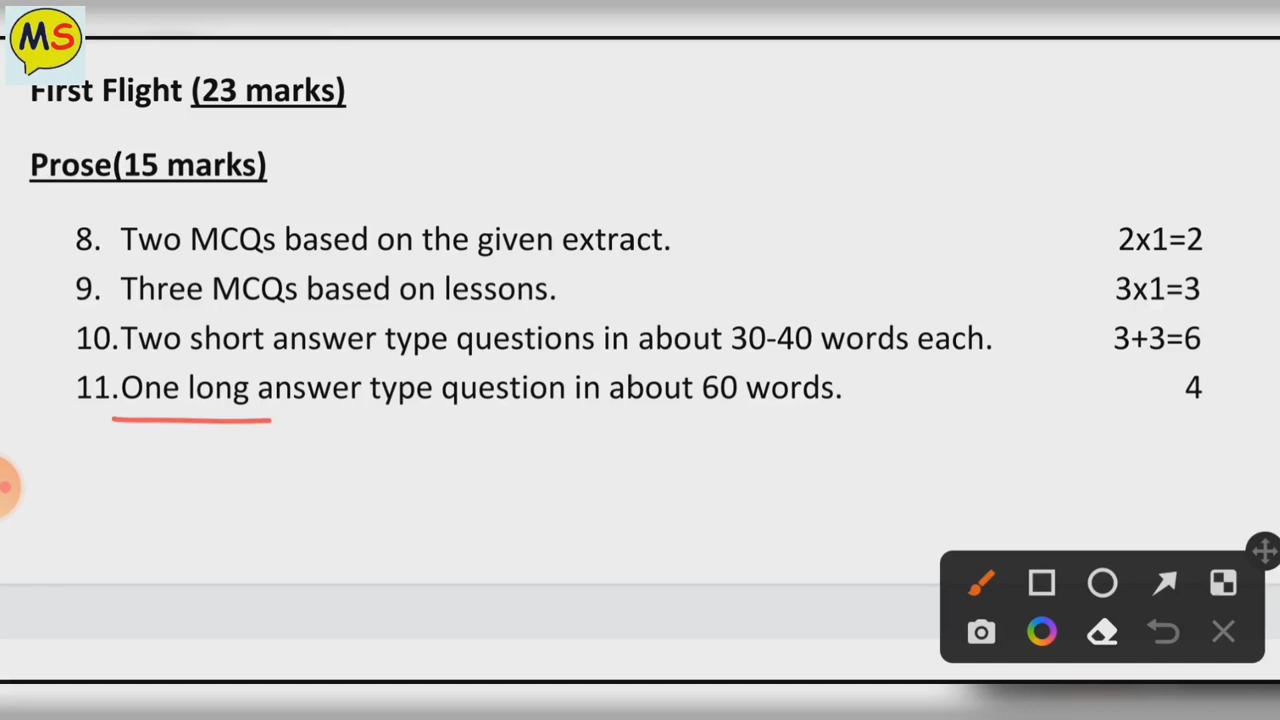 MS
First Flight (23 marks)
Prose(15 marks)
8. Two MCQs based on the given extract. 2x1=2
9. Three MCQs based on lessons. 3x1=3
10.Two short answer type questions in about 30-40 words each. 3+3=6
11.One long answer type question in about 60 words. 4